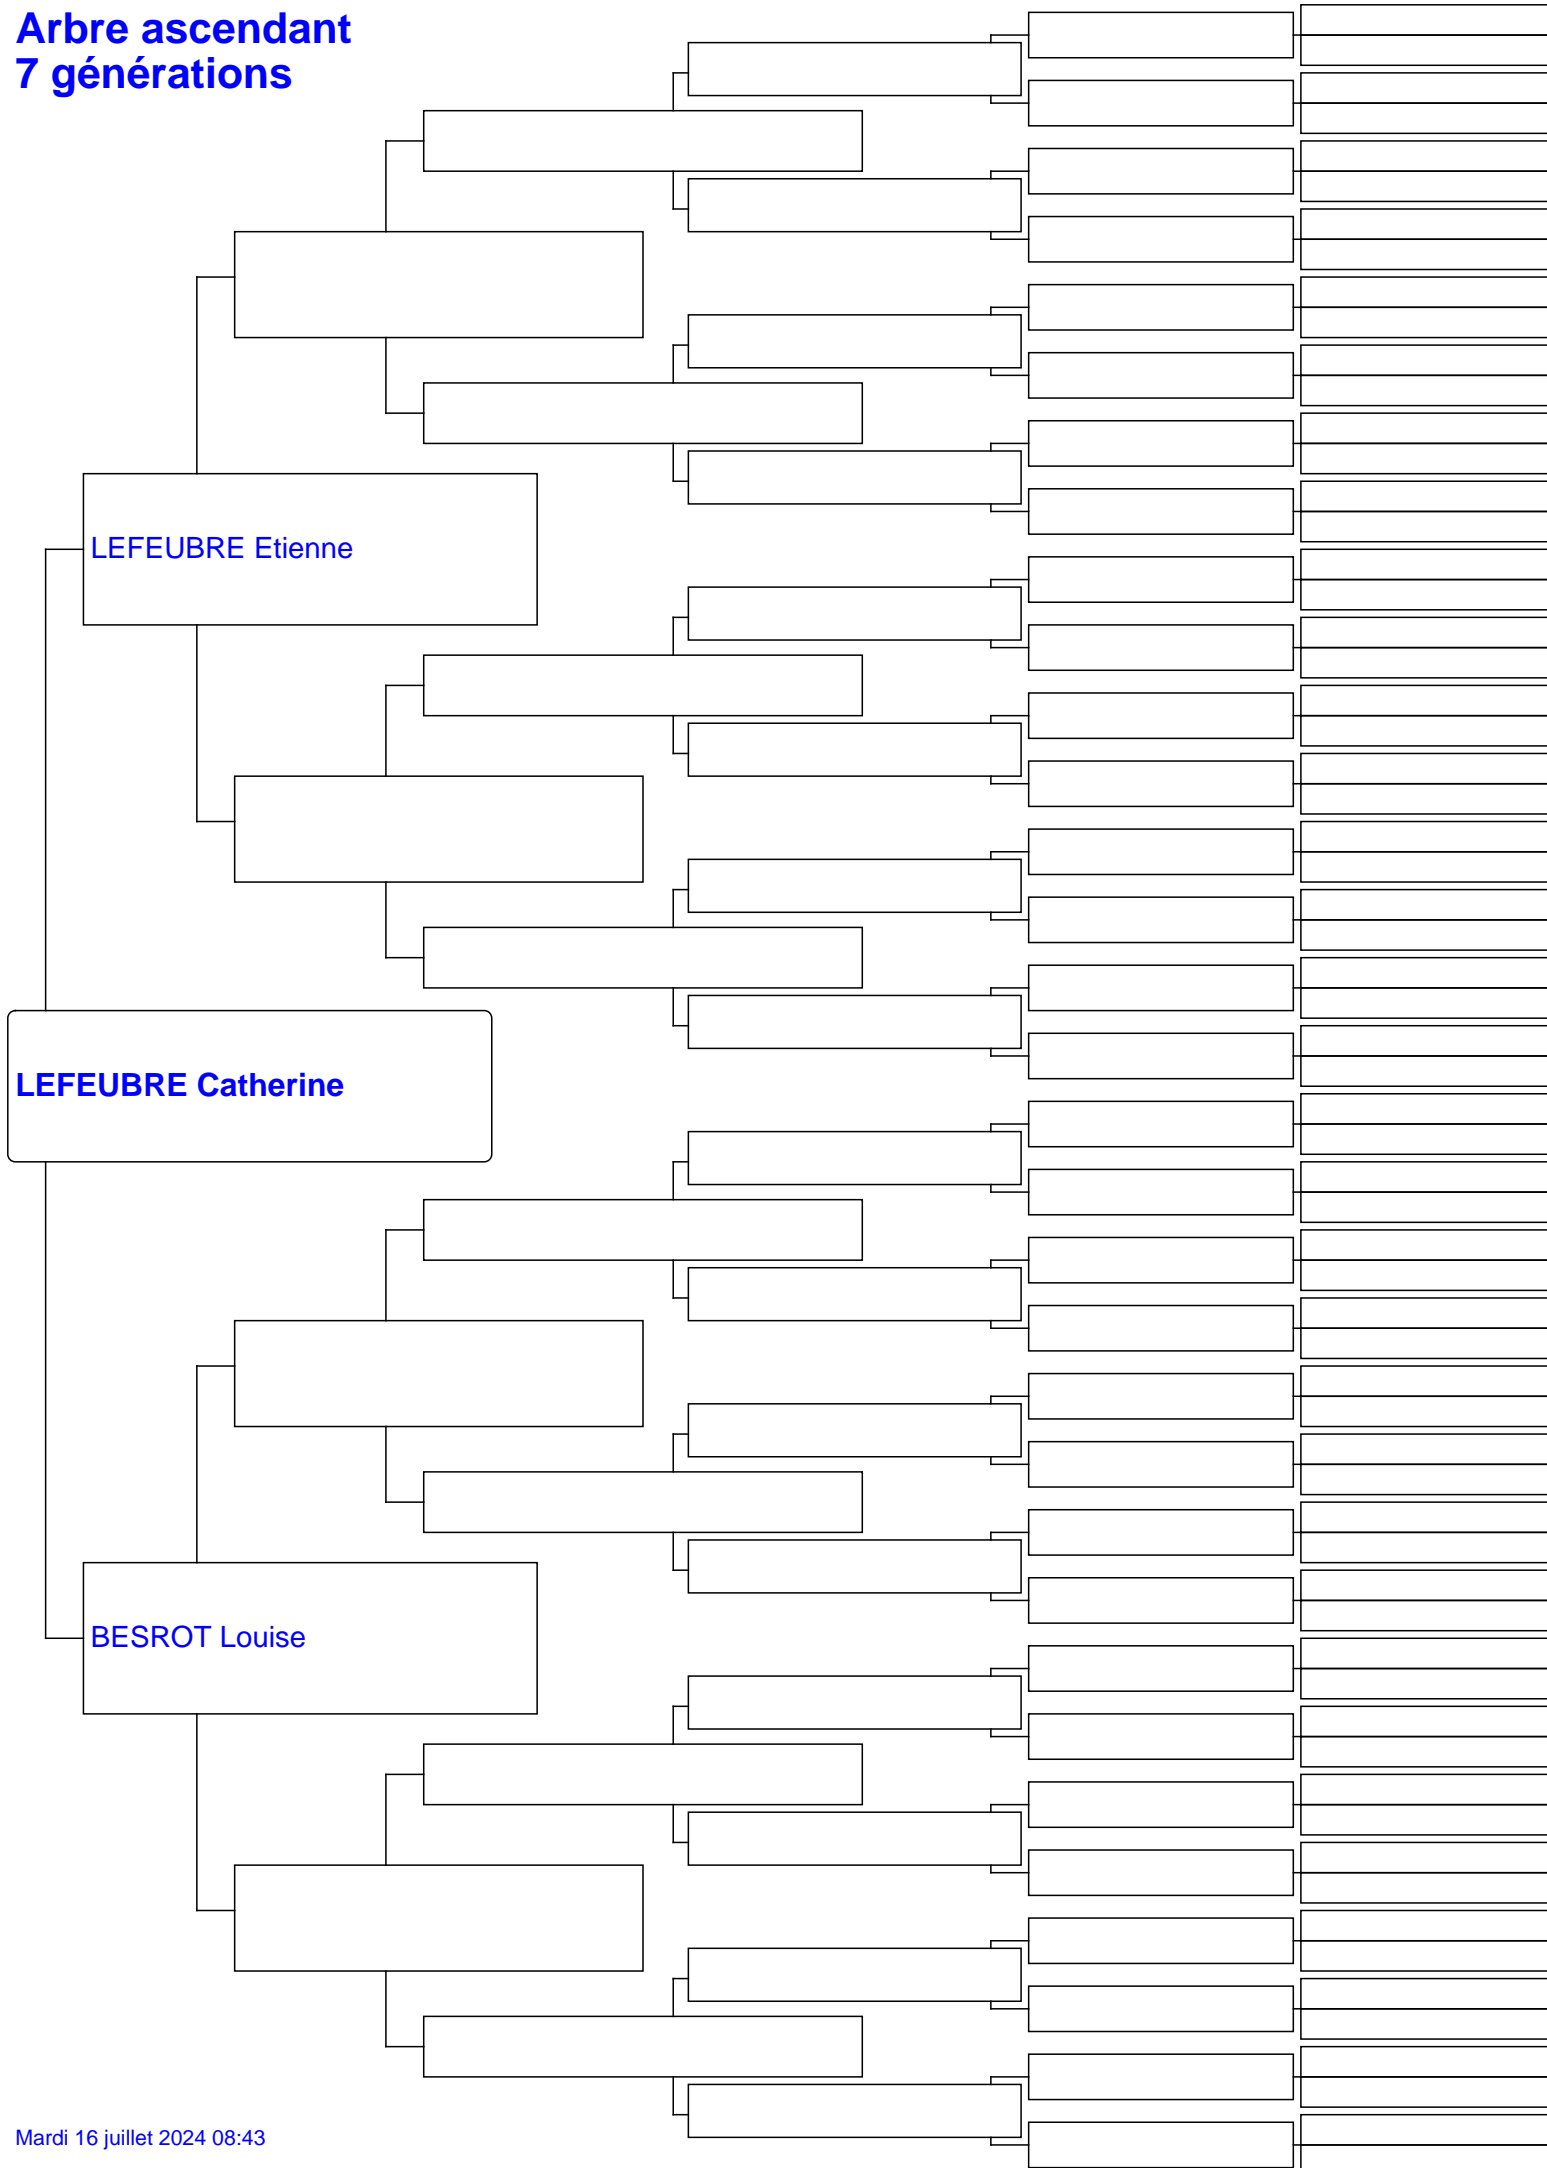 Arbre ascendant
7 générations
LEFEUBRE Etienne
LEFEUBRE Catherine
BESROT Louise
Mardi 16 juillet 2024 08:43